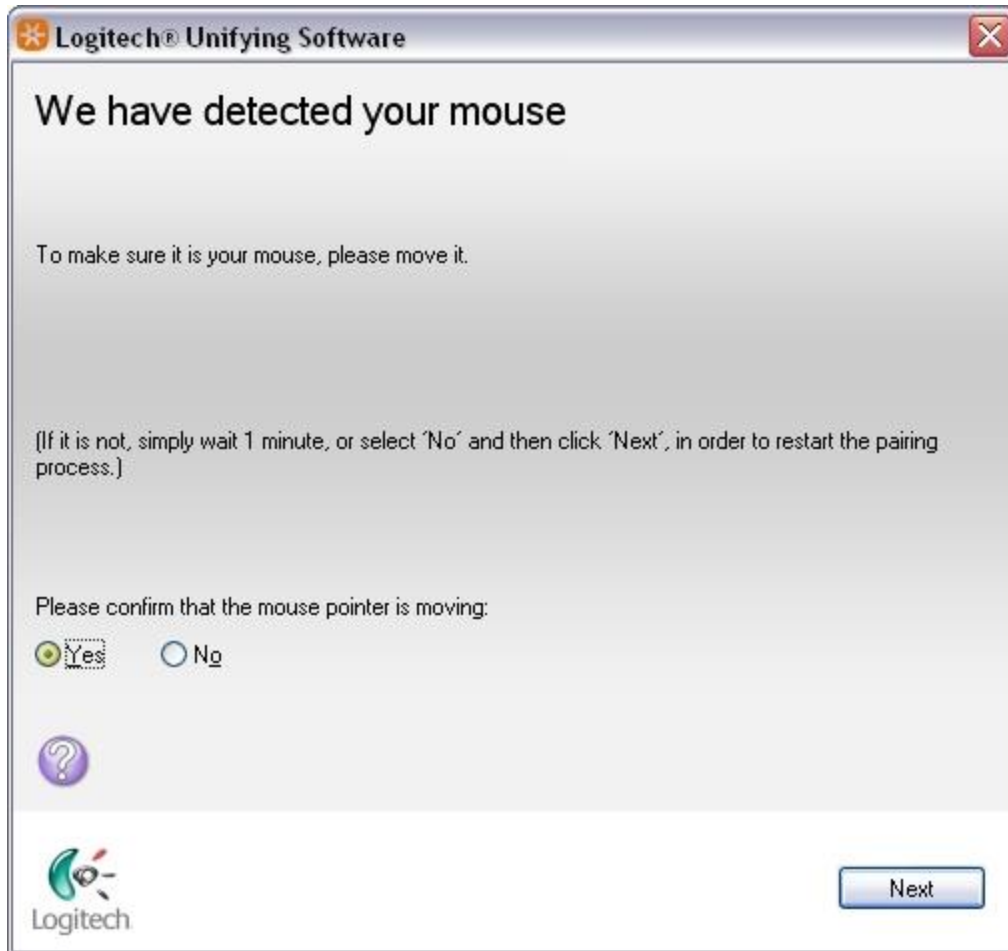 Logitech® Unifying Software
We have detected your mouse
To make sure it is your mouse, please move it.
(If it is not, simply wait 1 minute, or select ´No´ and then click ´Next´, in order to restart the pairing
process.)
Please confirm that the mouse pointer is moving:
Yes No
?
Logitech
Next